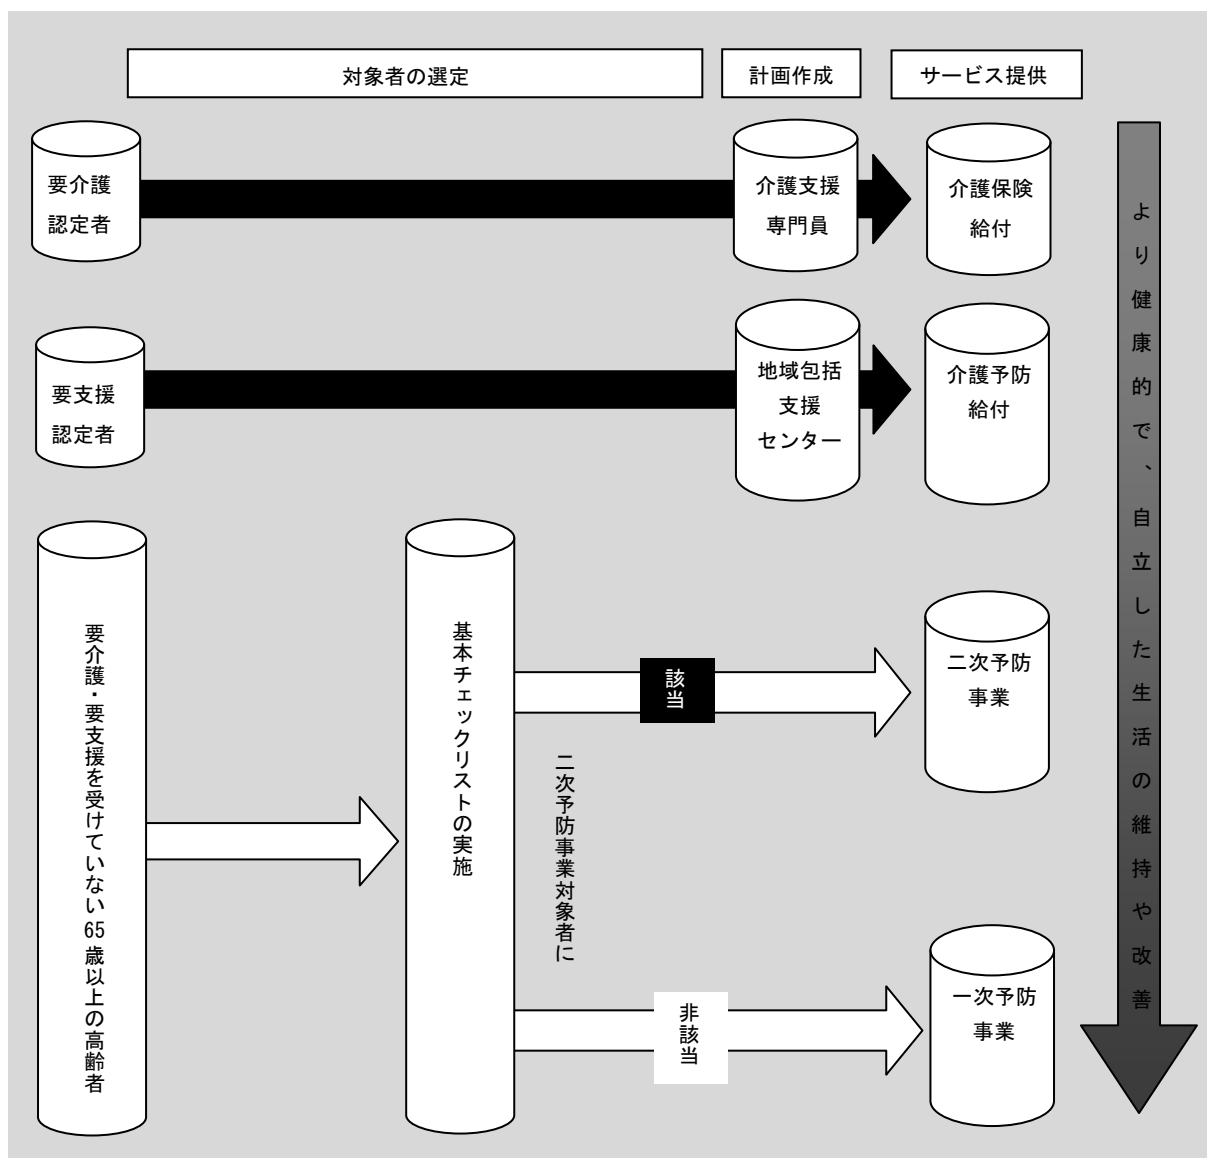 対象者の選定
計画作成
サービス提供
要介護
認定者
介護支援
専門員
介護保険
給付
要支援
認定者
地域包括
支援
センター
介護予防
給付
要介護・要支援を受けていない65歳以上の高齢者
基本チェックリストの実施
二次予防事業対象者に
該当
二次予防
事業
非該当
一次予防
事業
より健康的で、自立した生活の維持や改善